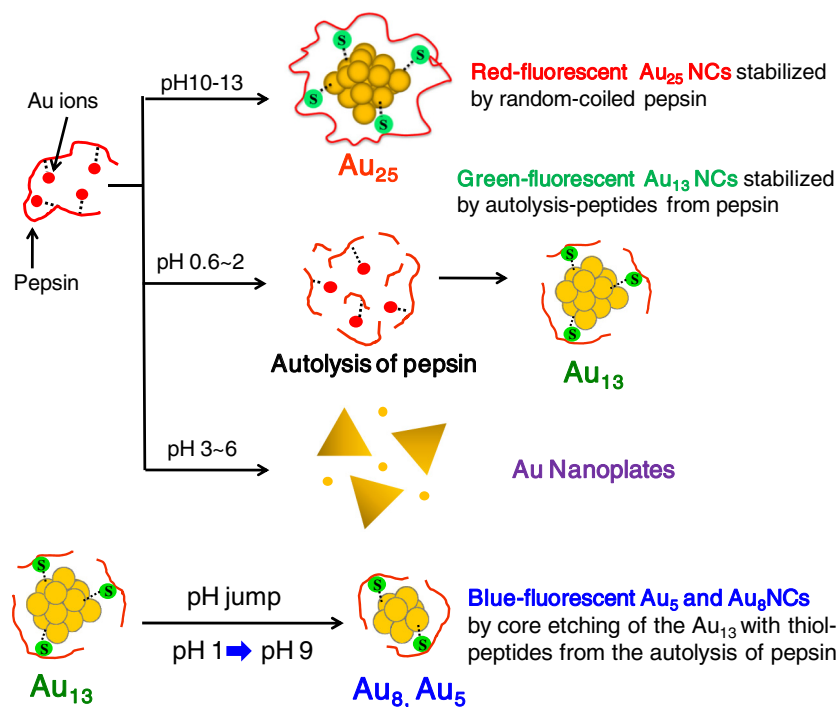 S
S
S
S
pH10-13
Au₂₅
Red-fluorescent Au₂₅ NCs stabilized
by random-coiled pepsin
Au ions
Pepsin
Green-fluorescent Au₁₃ NCs stabilized
by autolysis-peptides from pepsin
pH 0.6~2
Autolysis of pepsin
S
S
S
Au₁₃
pH 3~6
Au Nanoplates
S
S
S
Au₁₃
pH jump
pH 1 pH 9
S
S
Au₈, Au₅
Blue-fluorescent Au₅ and Au₈NCs
by core etching of the Au₁₃ with thiol-
peptides from the autolysis of pepsin